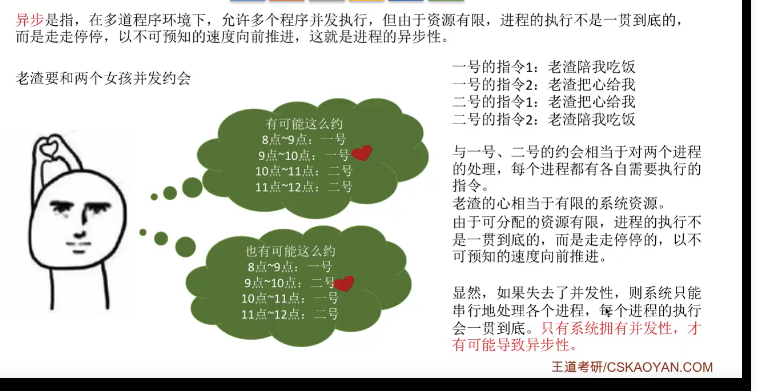 异步是指，在多道程序环境下，允许多个程序并发执行，但由于资源有限，进程的执行不是一贯到底的，
而是走走停停，以不可预知的速度向前推进，这就是进程的异步性。
老渣要和两个女孩并发约会
有可能这么约
8点~9点：一号
9点~10点：一号
10点~11点：二号
11点~12点：二号
也有可能这么约
8点~9点：一号
9点~10点：二号
10点~11点：一号
11点~12点：二号
一号的指令1：老渣陪我吃饭
一号的指令2：老渣把心给我
二号的指令1：老渣把心给我
二号的指令2：老渣陪我吃饭
与一号、二号的约会相当于对两个进程
的处理，每个进程都有各自需要执行的
指令。
老渣的心相当于有限的系统资源。
由于可分配的资源有限，进程的执行不
是一贯到底的，而是走走停停的，以不
可预知的速度向前推进。
显然，如果失去了并发性，则系统只能
串行地处理各个进程，每个进程的执行
会一贯到底。只有系统拥有并发性，才
有可能导致异步性。
王道考研/CSKAOYAN.COM